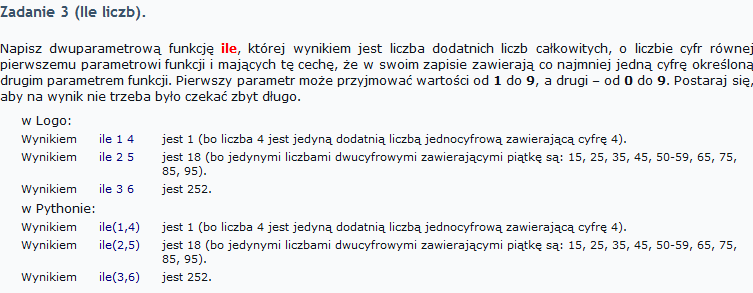 Zadanie 3 (Ile liczb).
Napisz dwuparametrową funkcję ile, której wynikiem jest liczba dodatnich liczb całkowitych, o liczbie cyfr równej
pierwszemu parametrowi funkcji i mających tę cechę, że w swoim zapisie zawierają co najmniej jedną cyfrę określoną
drugim parametrem funkcji. Pierwszy parametr może przyjmować wartości od 1 do 9, a drugi – od 0 do 9. Postaraj się,
aby na wynik nie trzeba było czekać zbyt długo.
w Logo:
Wynikiem ile 1 4 jest 1 (bo liczba 4 jest jedyną dodatnią liczbą jednocyfrową zawierającą cyfrę 4).
Wynikiem ile 2 5 jest 18 (bo jedynymi liczbami dwucyfrowymi zawierającymi piątkę są: 15, 25, 35, 45, 50-59, 65, 75,
85, 95).
Wynikiem ile 3 6 jest 252.
w Pythonie:
Wynikiem ile(1,4) jest 1 (bo liczba 4 jest jedyną dodatnią liczbą jednocyfrową zawierającą cyfrę 4).
Wynikiem ile(2,5) jest 18 (bo jedynymi liczbami dwucyfrowymi zawierającymi piątkę są: 15, 25, 35, 45, 50-59, 65, 75,
85, 95).
Wynikiem ile(3,6) jest 252.